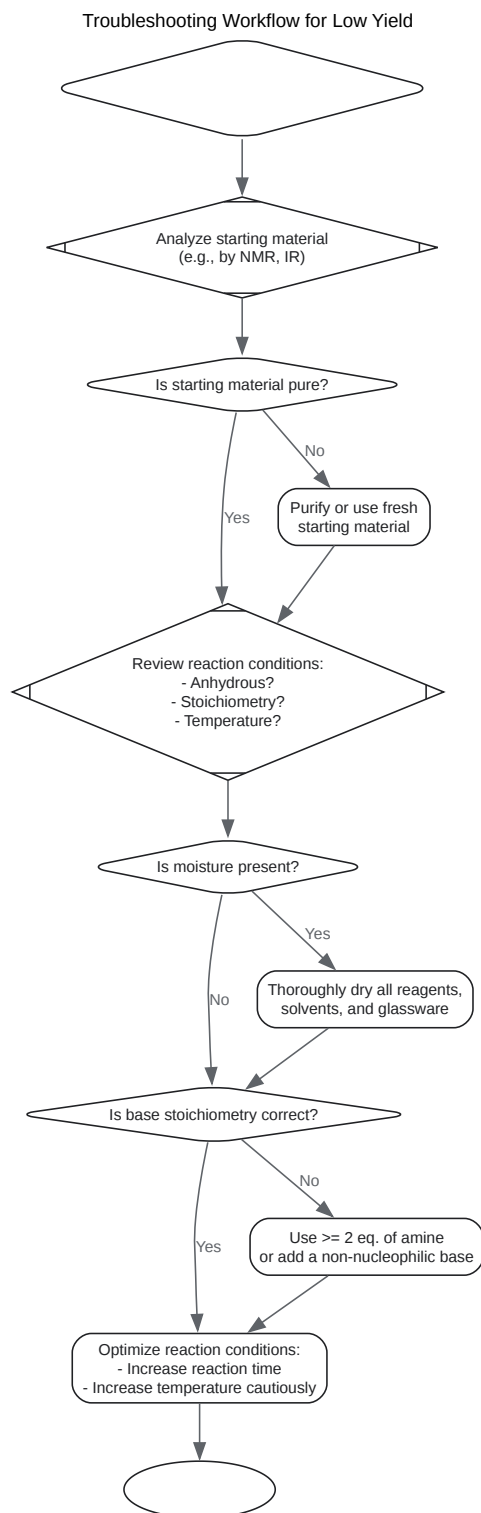 Troubleshooting Workflow for Low Yield
Analyze starting material
(e.g., by NMR, IR)
Is starting material pure?
No
Yes
Purify or use fresh
starting material
Review reaction conditions:
- Anhydrous?
- Stoichiometry?
- Temperature?
Is moisture present?
Yes
No
Thoroughly dry all reagents,
solvents, and glassware
Is base stoichiometry correct?
No
Yes
Use >= 2 eq. of amine
or add a non-nucleophilic base
Optimize reaction conditions:
- Increase reaction time
- Increase temperature cautiously